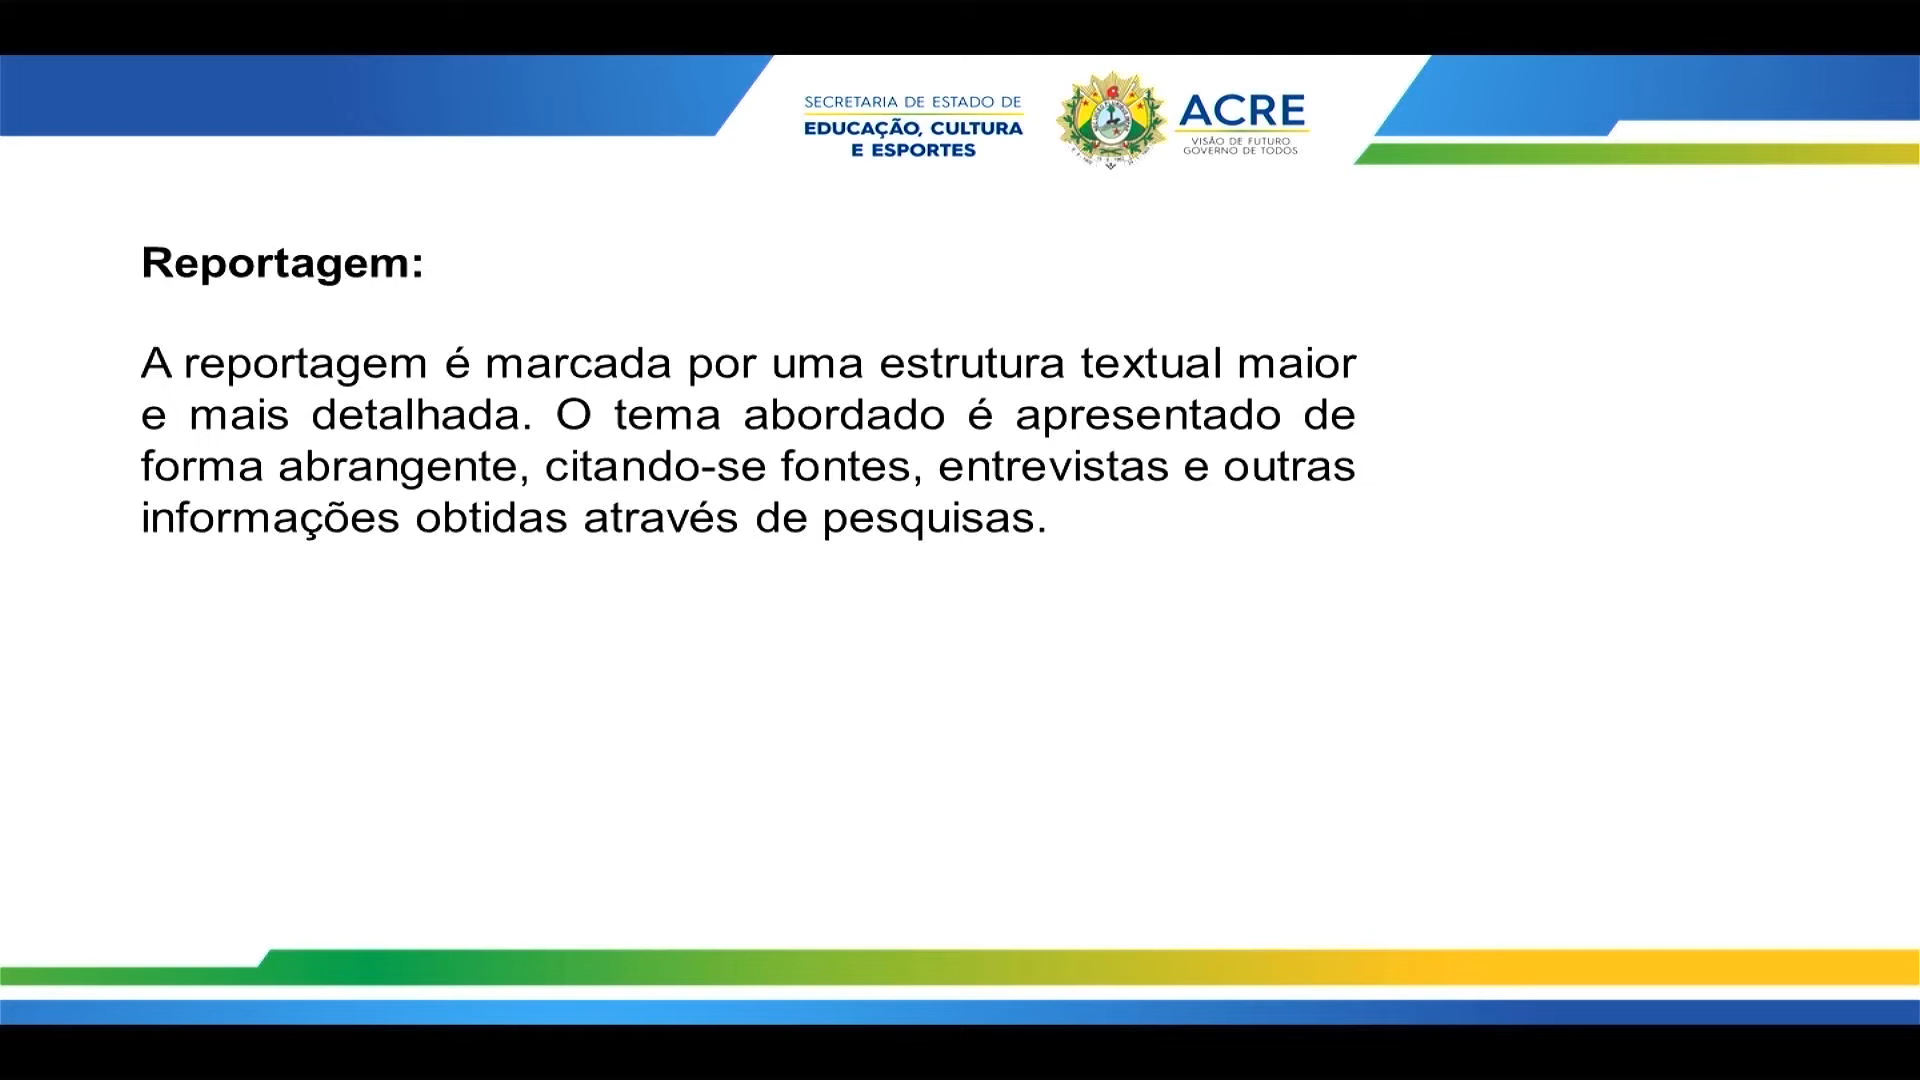 SECRETARIA DE ESTADO DE
EDUCAÇÃO, CULTURA
E ESPORTES
ACRE
VISÃO DE FUTURO
GOVERNO DE TODOS
Reportagem:
A reportagem é marcada por uma estrutura textual maior
e mais detalhada. O tema abordado é apresentado de
forma abrangente, citando-se fontes, entrevistas e outras
informações obtidas através de pesquisas.